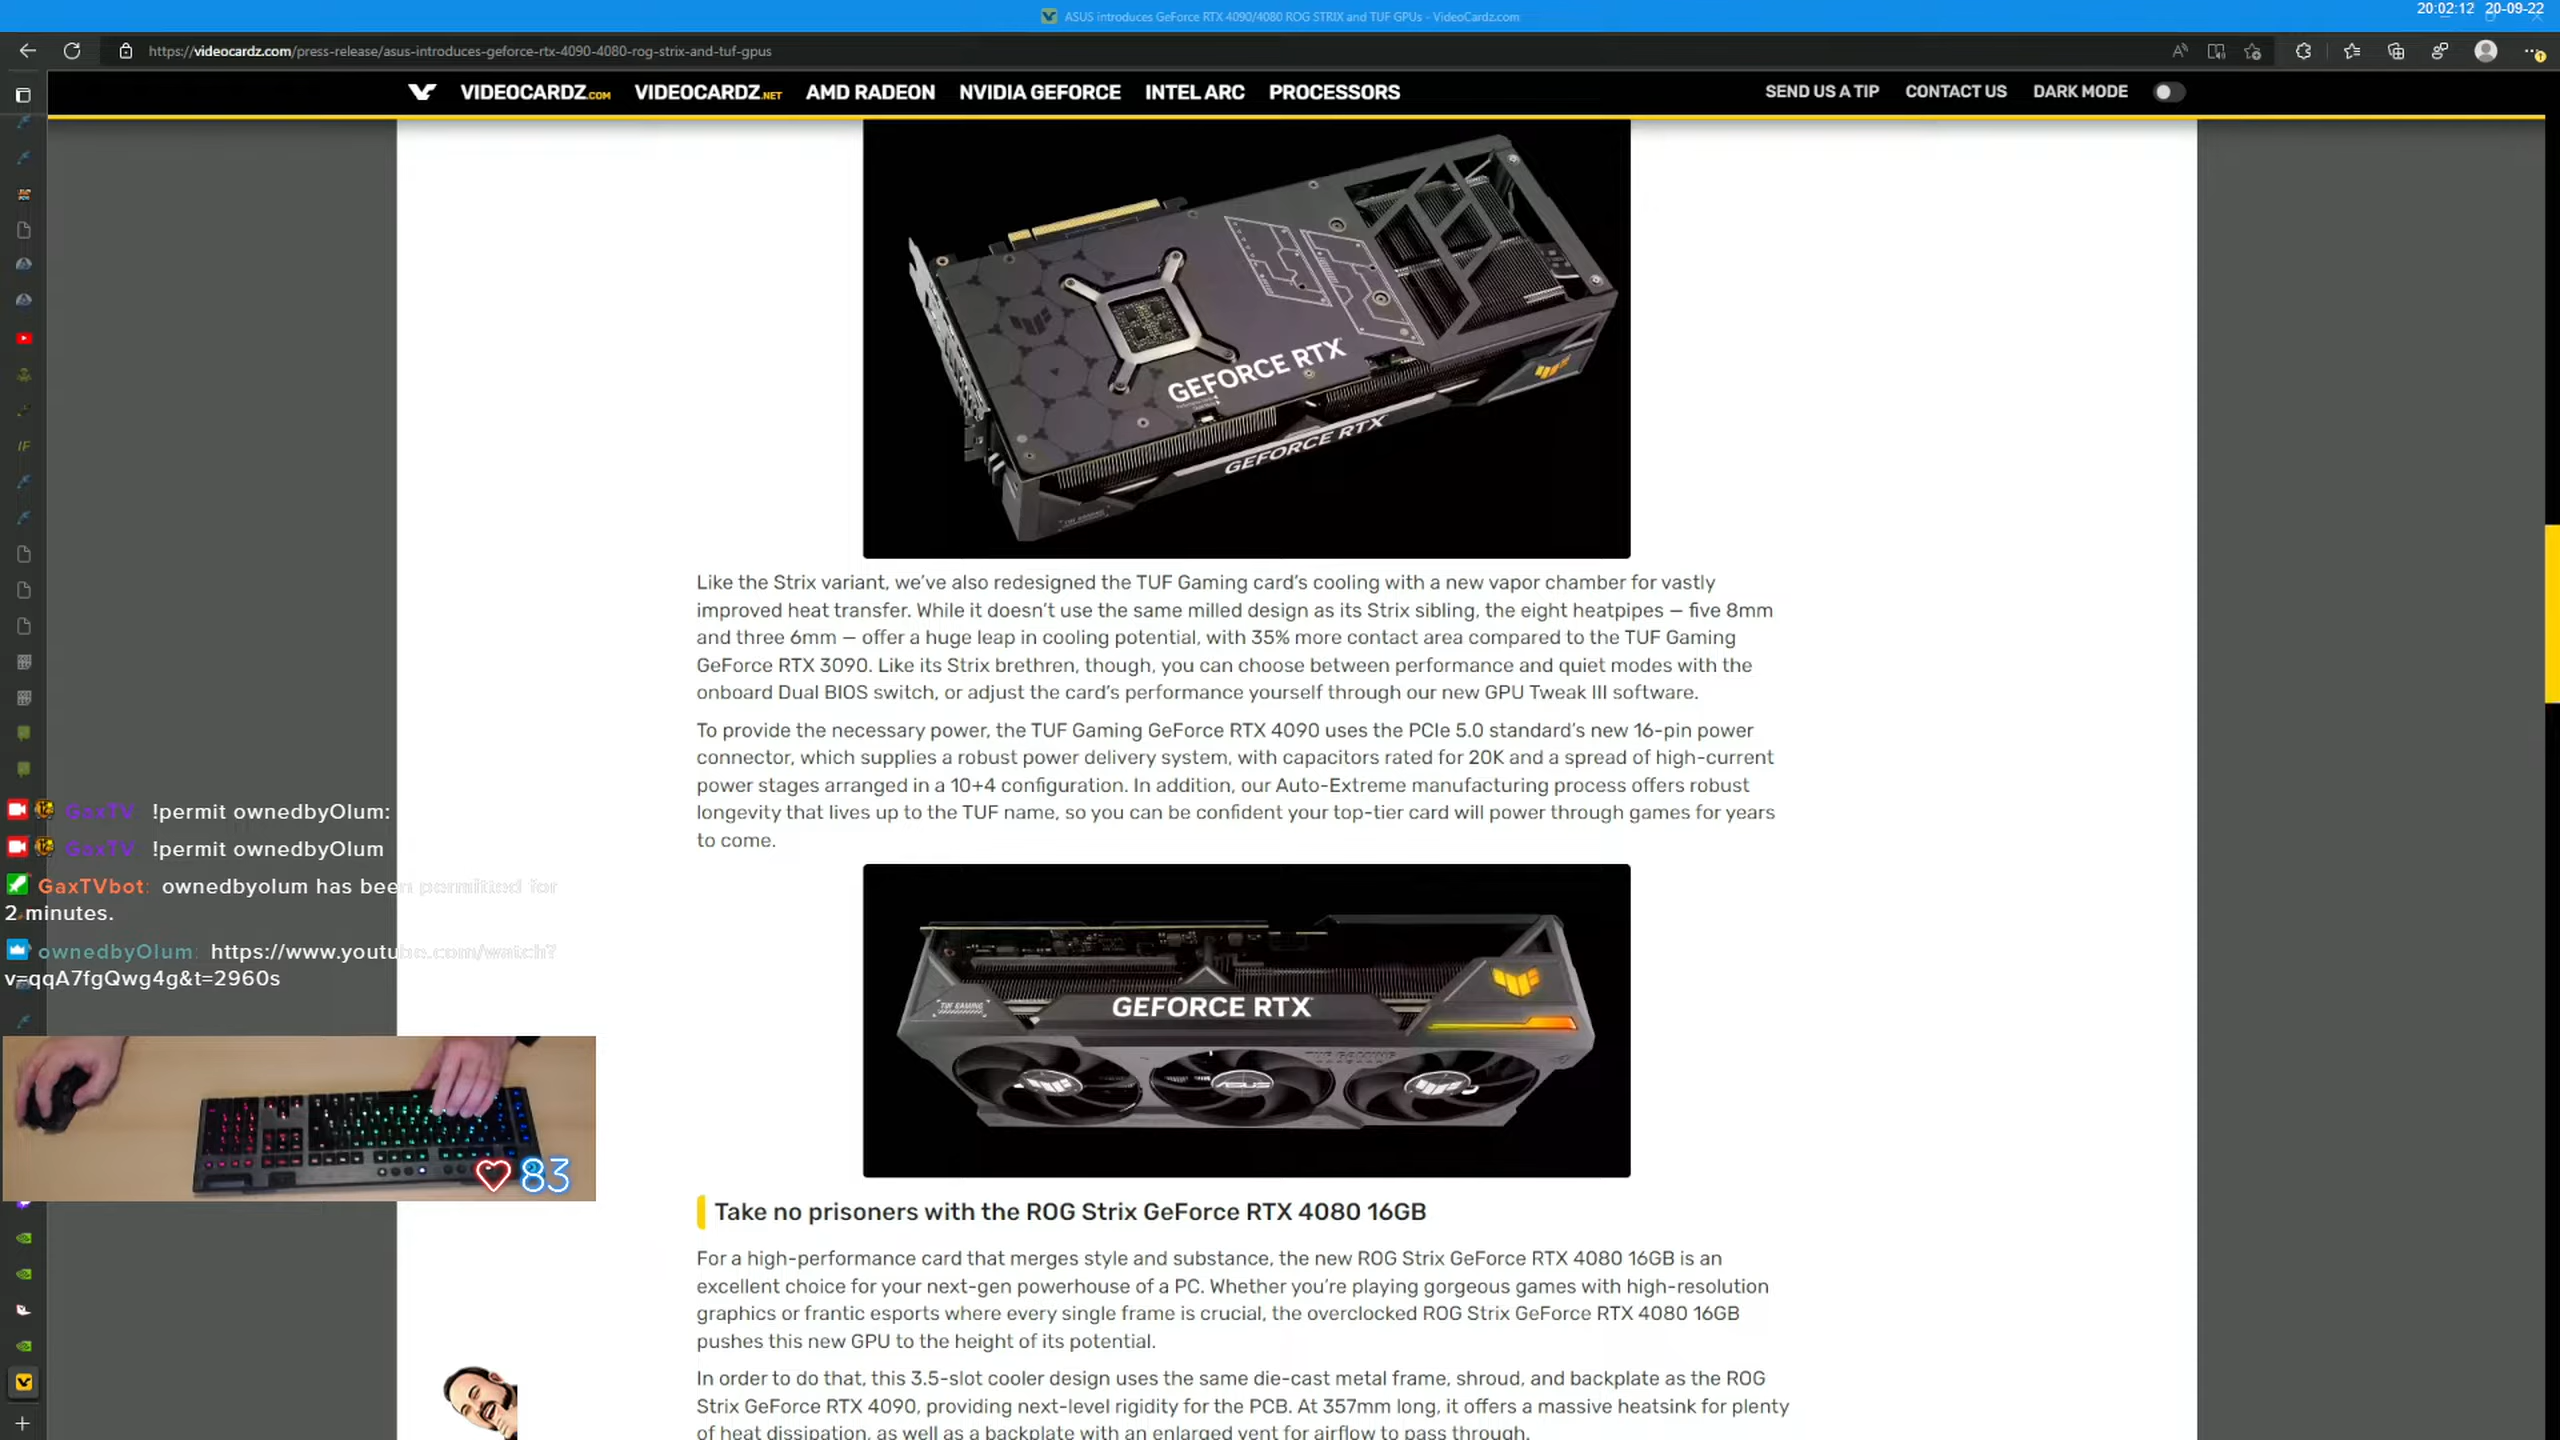 ASUS introduces GeForce RTX 4090/4080 ROG STRIX and TUF GPUs - VideoCardz.com
20:02:12 20-09-22
https://videocardz.com/press-release/asus-introduces-geforce-rtx-4090-4080-rog-strix-and-tuf-gpus
VIDEOCARDZ.COM VIDEOCARDZ.NET AMD RADEON NVIDIA GEFORCE INTEL ARC PROCESSORS SEND US A TIP CONTACT US DARK MODE
GEFORCE RTX
GEFORCE RTX
Like the Strix variant, we've also redesigned the TUF Gaming card's cooling with a new vapor chamber for vastly
improved heat transfer. While it doesn't use the same milled design as its Strix sibling, the eight heatpipes — five 8mm
and three 6mm — offer a huge leap in cooling potential, with 35% more contact area compared to the TUF Gaming
GeForce RTX 3090. Like its Strix brethren, though, you can choose between performance and quiet modes with the
onboard Dual BIOS switch, or adjust the card's performance yourself through our new GPU Tweak III software.
To provide the necessary power, the TUF Gaming GeForce RTX 4090 uses the PCIe 5.0 standard's new 16-pin power
connector, which supplies a robust power delivery system, with capacitors rated for 20K and a spread of high-current
power stages arranged in a 10+4 configuration. In addition, our Auto-Extreme manufacturing process offers robust
longevity that lives up to the TUF name, so you can be confident your top-tier card will power through games for years
to come.
GaxTV: !permit ownedbyOlum:
GaxTV: !permit ownedbyOlum
GaxTVbot: ownedbyolum has been permitted for
2 minutes.
ownedbyOlum: https://www.youtube.com/watch?
v=qqA7fgQwg4g&t=2960s
TUF GAMING
GEFORCE RTX
TUF GAMING
ASUS
83
Take no prisoners with the ROG Strix GeForce RTX 4080 16GB
For a high-performance card that merges style and substance, the new ROG Strix GeForce RTX 4080 16GB is an
excellent choice for your next-gen powerhouse of a PC. Whether you're playing gorgeous games with high-resolution
graphics or frantic esports where every single frame is crucial, the overclocked ROG Strix GeForce RTX 4080 16GB
pushes this new GPU to the height of its potential.
In order to do that, this 3.5-slot cooler design uses the same die-cast metal frame, shroud, and backplate as the ROG
Strix GeForce RTX 4090, providing next-level rigidity for the PCB. At 357mm long, it offers a massive heatsink for plenty
of heat dissipation, as well as a backplate with an enlarged vent for airflow to pass through.